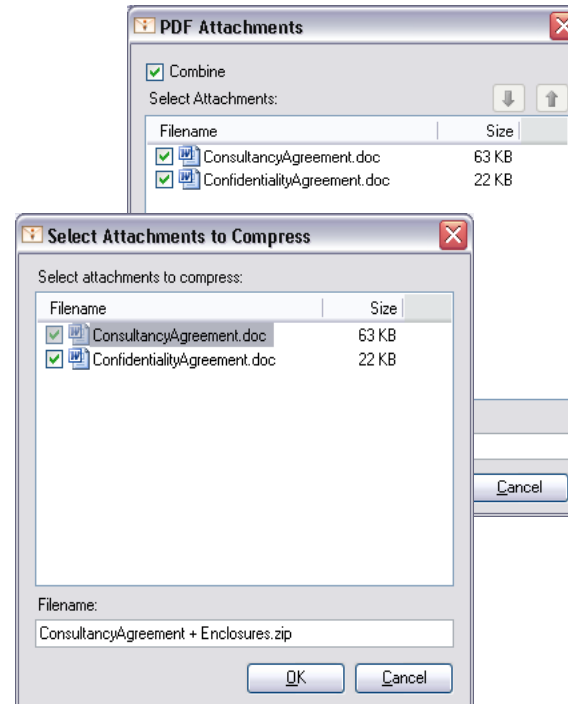 PDF Attachments
Combine
Select Attachments:
Filename Size
ConsultancyAgreement.doc 63 KB
ConfidentialityAgreement.doc 22 KB
Cancel
Select Attachments to Compress
Select attachments to compress:
Filename Size
ConsultancyAgreement.doc 63 KB
ConfidentialityAgreement.doc 22 KB
Filename:
ConsultancyAgreement + Enclosures.zip
OK Cancel